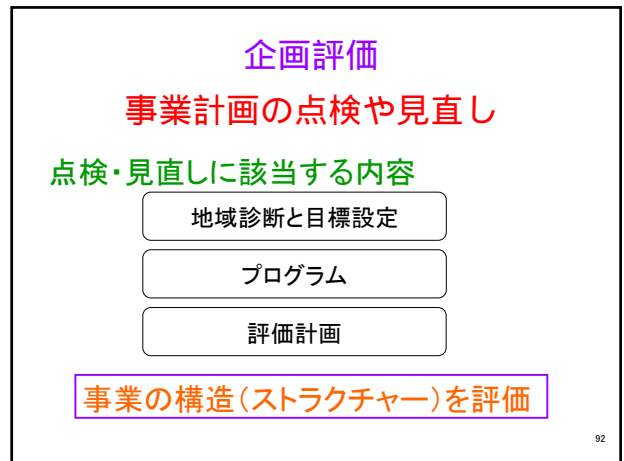 企画評価
事業計画の点検や見直し
点検・見直しに該当する内容
地域診断と目標設定
プログラム
評価計画
事業の構造(ストラクチャー)を評価
92